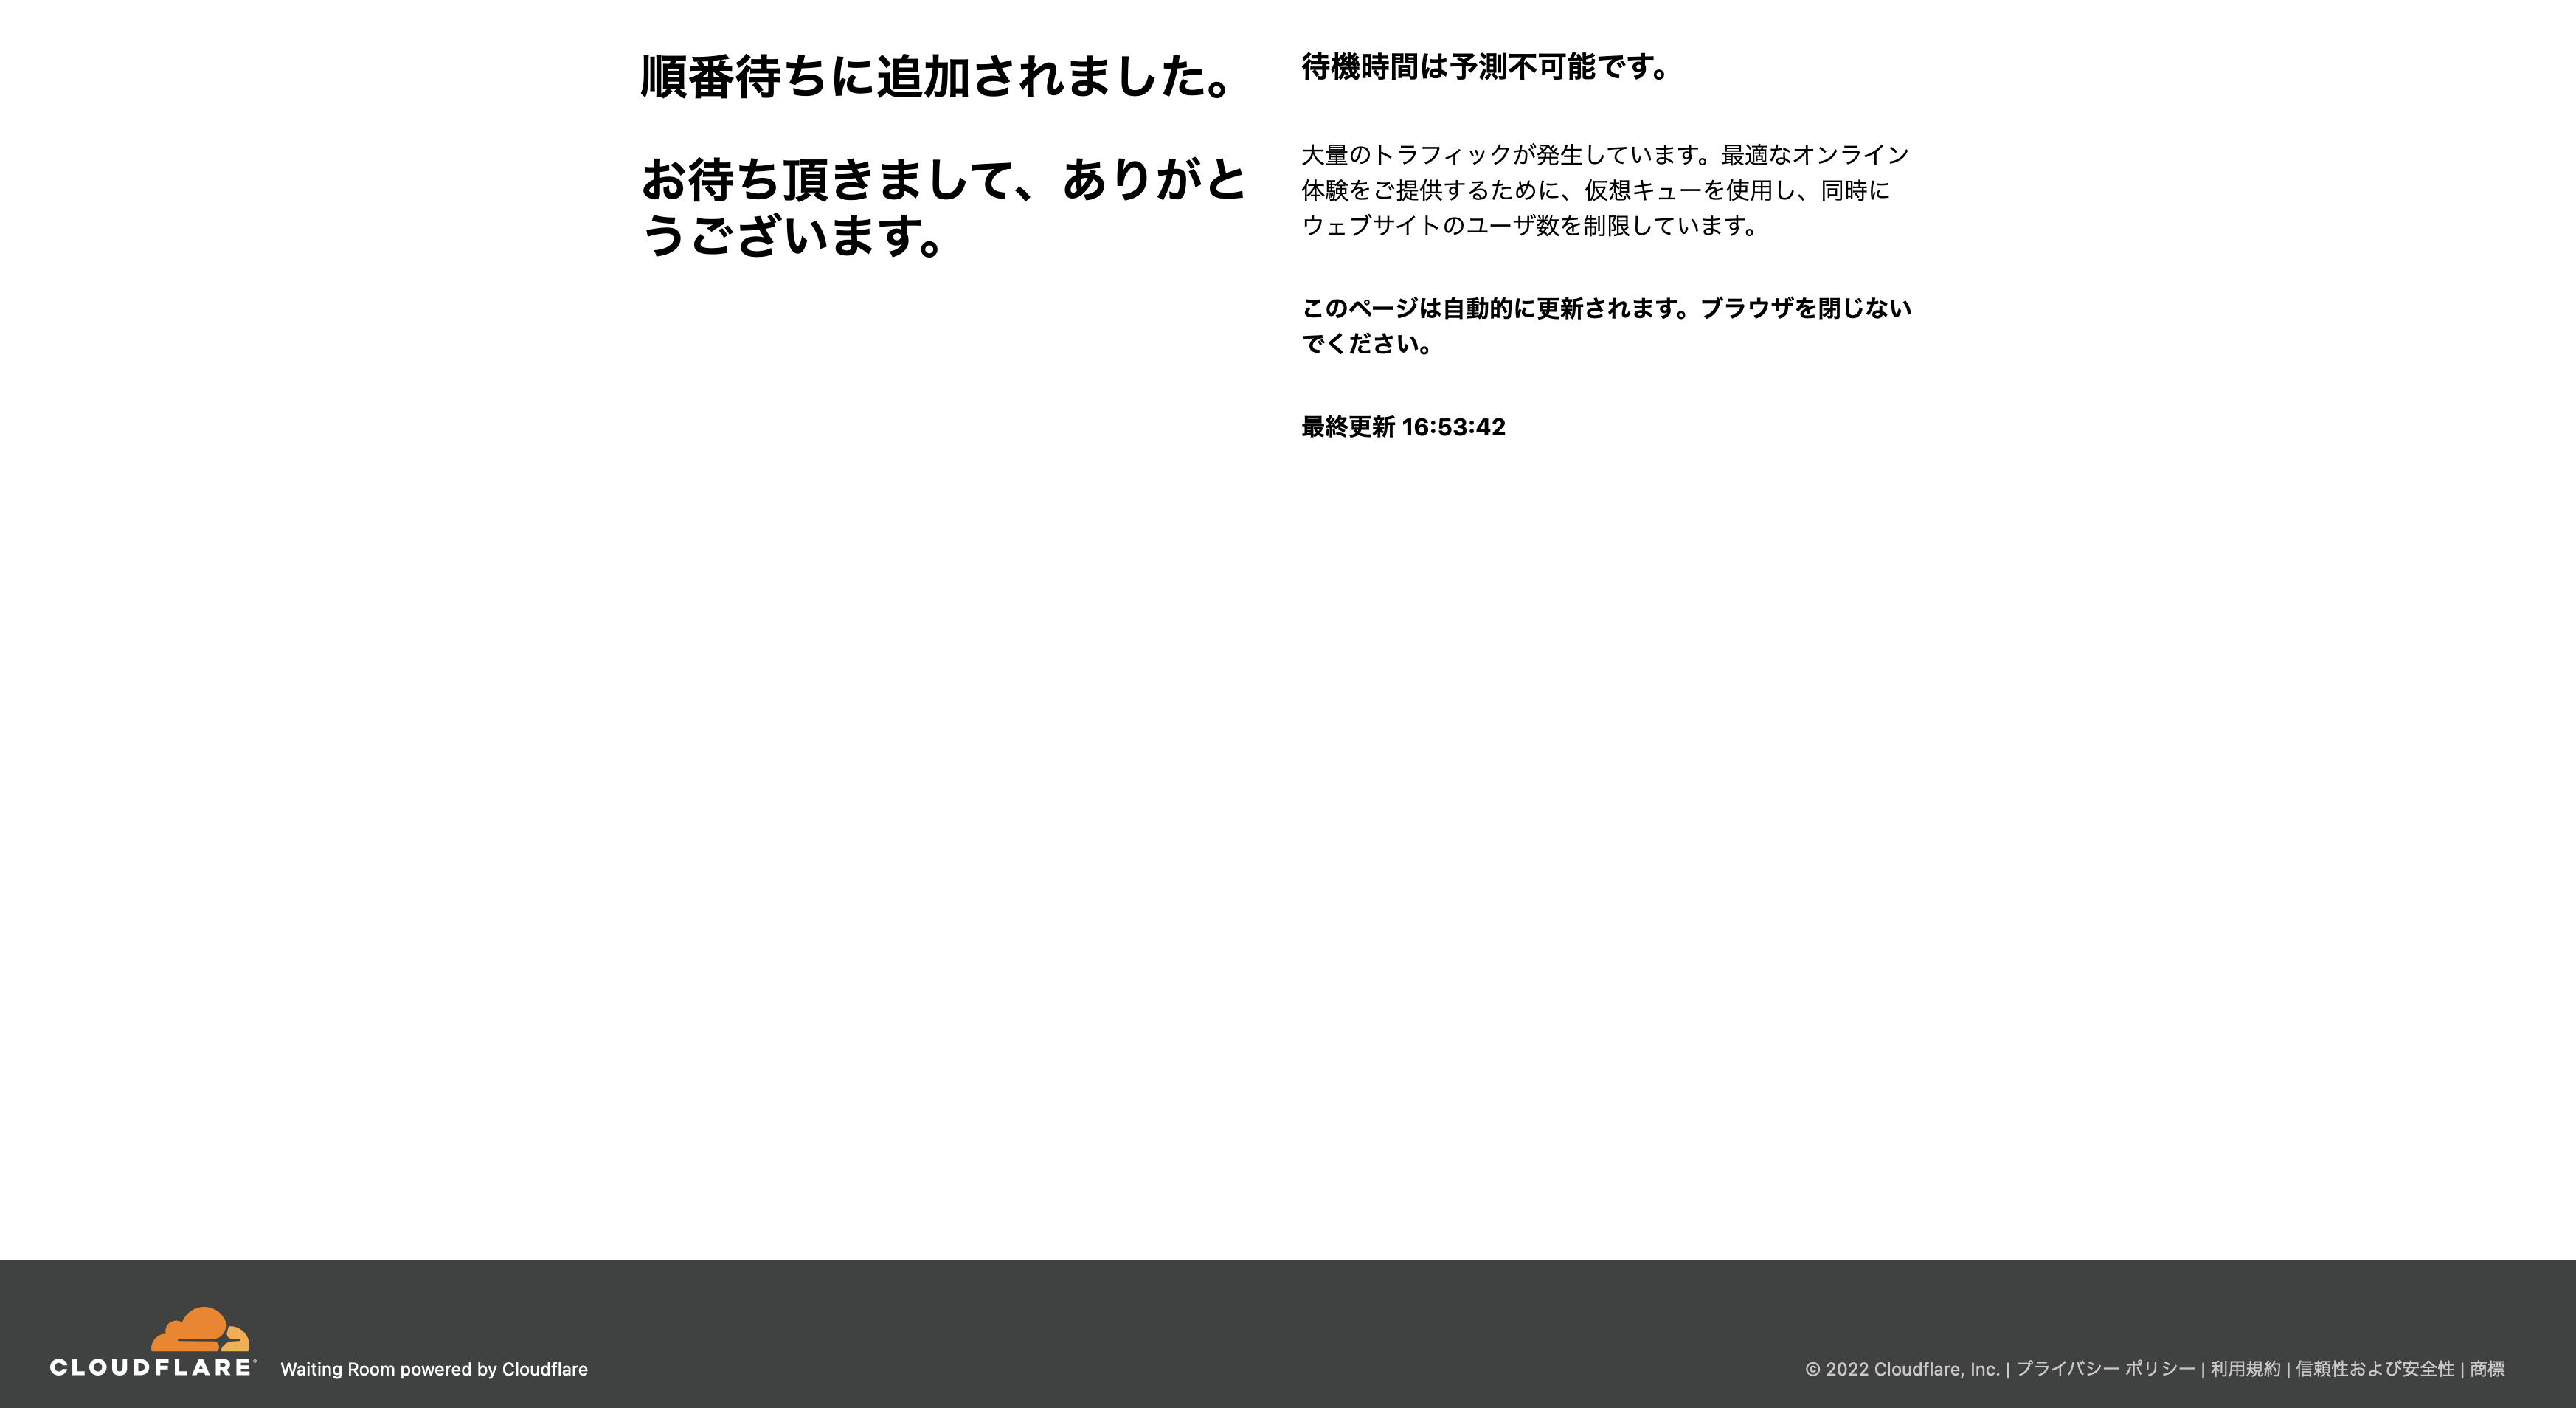 順番待ちに追加されました。
お待ち頂きまして、ありがと
うございます。
待機時間は予測不可能です。
大量のトラフィックが発生しています。最適なオンライン
体験をご提供するために、仮想キューを使用し、同時に
ウェブサイトのユーザ数を制限しています。
このページは自動的に更新されます。ブラウザを閉じない
でください。
最終更新 16:53:42
CLOUDFLARE
Waiting Room powered by Cloudflare
© 2022 Cloudflare, Inc. | プライバシー ポリシー | 利用規約 | 信頼性および安全性 | 商標